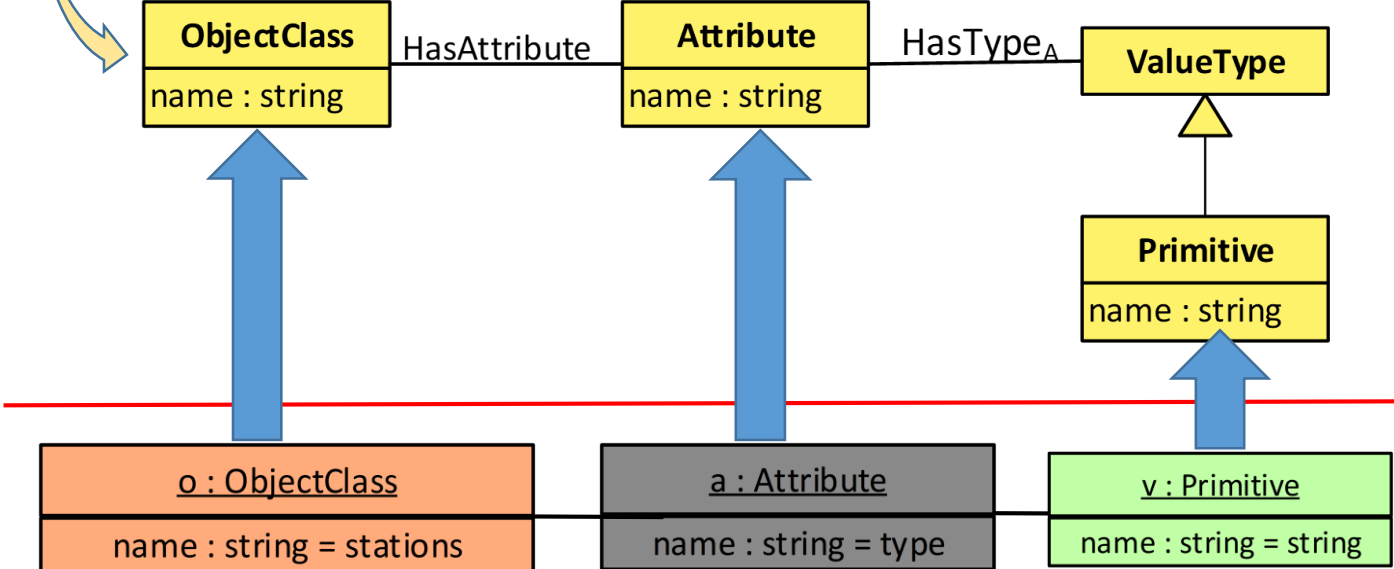 ObjectClass
name : string
HasAttribute
Attribute
name : string
HasTypeA
ValueType
Primitive
name : string
o : ObjectClass
name : string = stations
a : Attribute
name : string = type
v : Primitive
name : string = string